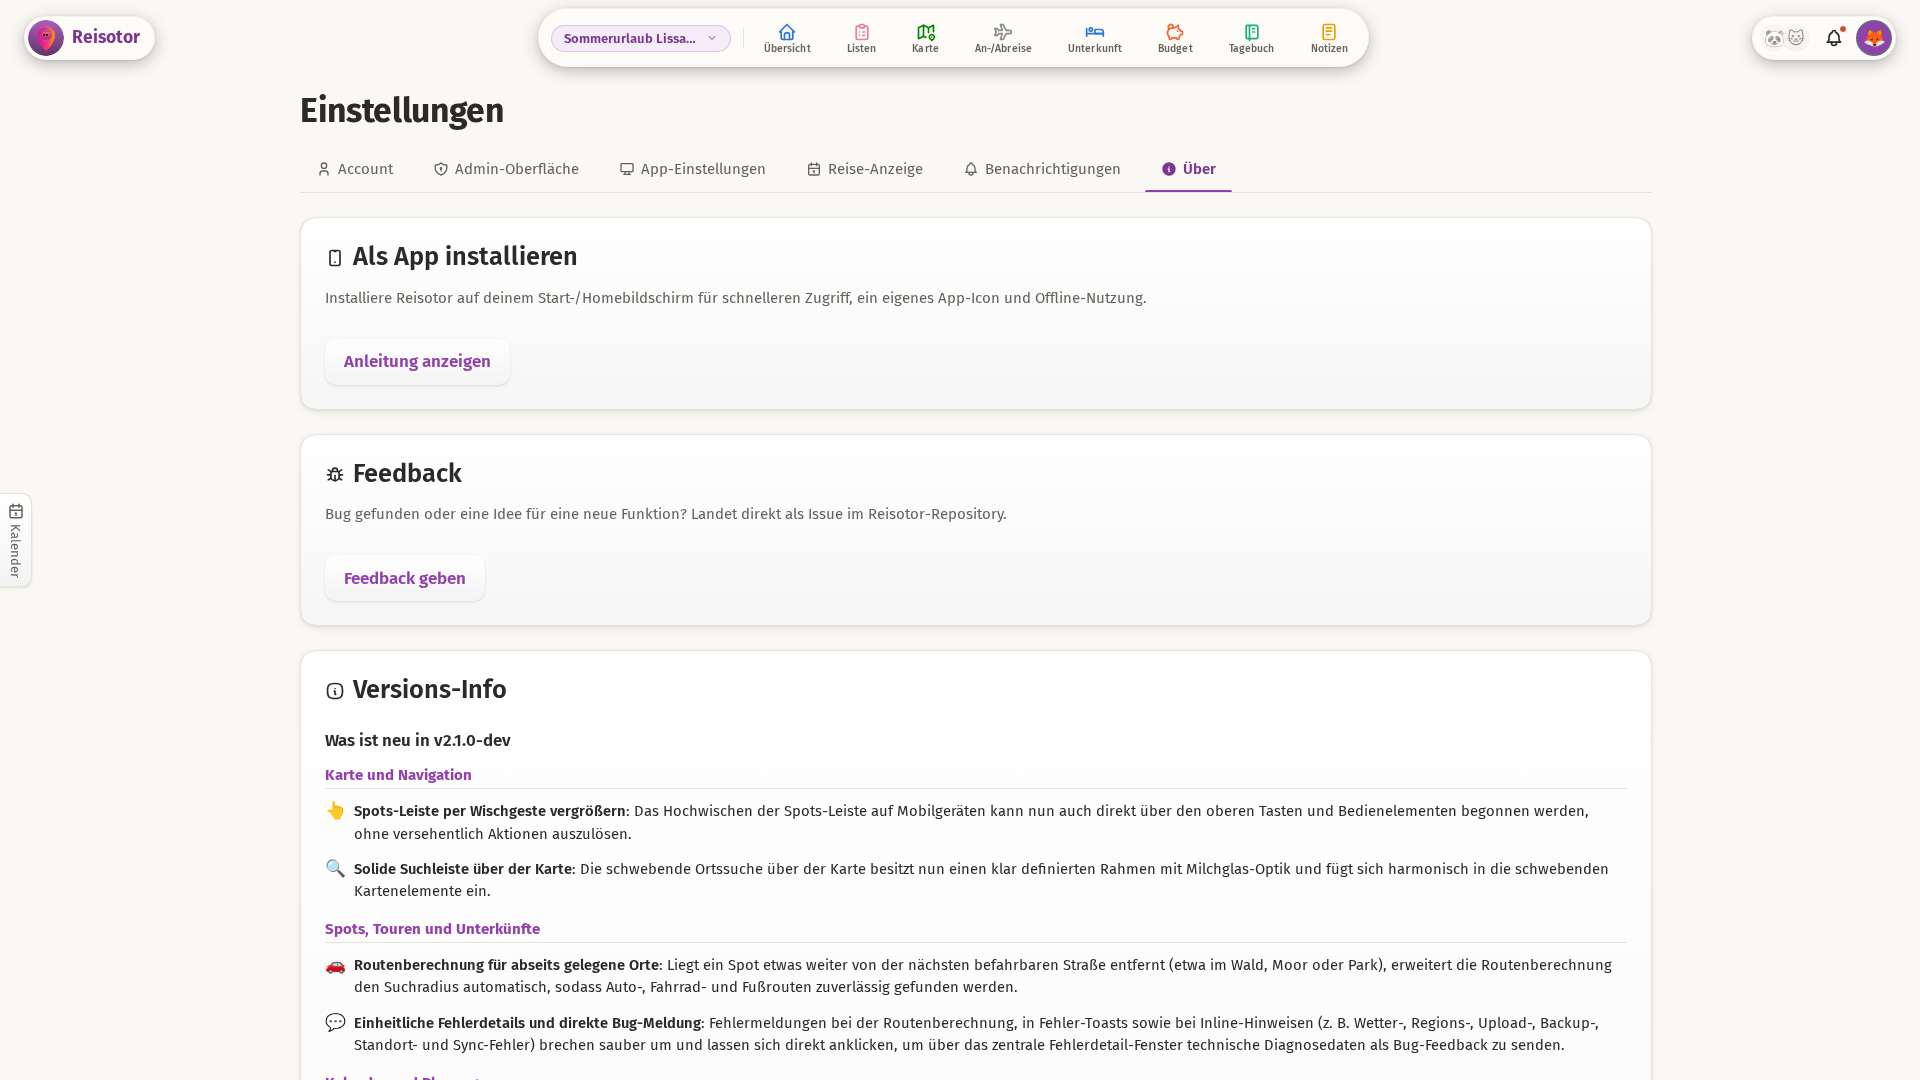 Reisotor
Sommerurlaub Lissa...
Übersicht
Listen
Karte
An-/Abreise
Unterkunft
Budget
Tagebuch
Notizen
Einstellungen
Account
Admin-Oberfläche
App-Einstellungen
Reise-Anzeige
Benachrichtigungen
Über
Als App installieren
Installiere Reisotor auf deinem Start-/Homebildschirm für schnelleren Zugriff, ein eigenes App-Icon und Offline-Nutzung.
Anleitung anzeigen
Feedback
Bug gefunden oder eine Idee für eine neue Funktion? Landet direkt als Issue im Reisotor-Repository.
Feedback geben
Kalender
Versions-Info
Was ist neu in v2.1.0-dev
Karte und Navigation
Spots-Leiste per Wischgeste vergrößern: Das Hochwischen der Spots-Leiste auf Mobilgeräten kann nun auch direkt über den oberen Tasten und Bedienelementen begonnen werden,
ohne versehentlich Aktionen auszulösen.
Solide Suchleiste über der Karte: Die schwebende Ortssuche über der Karte besitzt nun einen klar definierten Rahmen mit Milchglas-Optik und fügt sich harmonisch in die schwebenden
Kartenelemente ein.
Spots, Touren und Unterkünfte
Routenberechnung für abseits gelegene Orte: Liegt ein Spot etwas weiter von der nächsten befahrbaren Straße entfernt (etwa im Wald, Moor oder Park), erweitert die Routenberechnung
den Suchradius automatisch, sodass Auto-, Fahrrad- und Fußrouten zuverlässig gefunden werden.
Einheitliche Fehlerdetails und direkte Bug-Meldung: Fehlermeldungen bei der Routenberechnung, in Fehler-Toasts sowie bei Inline-Hinweisen (z. B. Wetter-, Regions-, Upload-, Backup-,
Standort- und Sync-Fehler) brechen sauber um und lassen sich direkt anklicken, um über das zentrale Fehlerdetail-Fenster technische Diagnosedaten als Bug-Feedback zu senden.